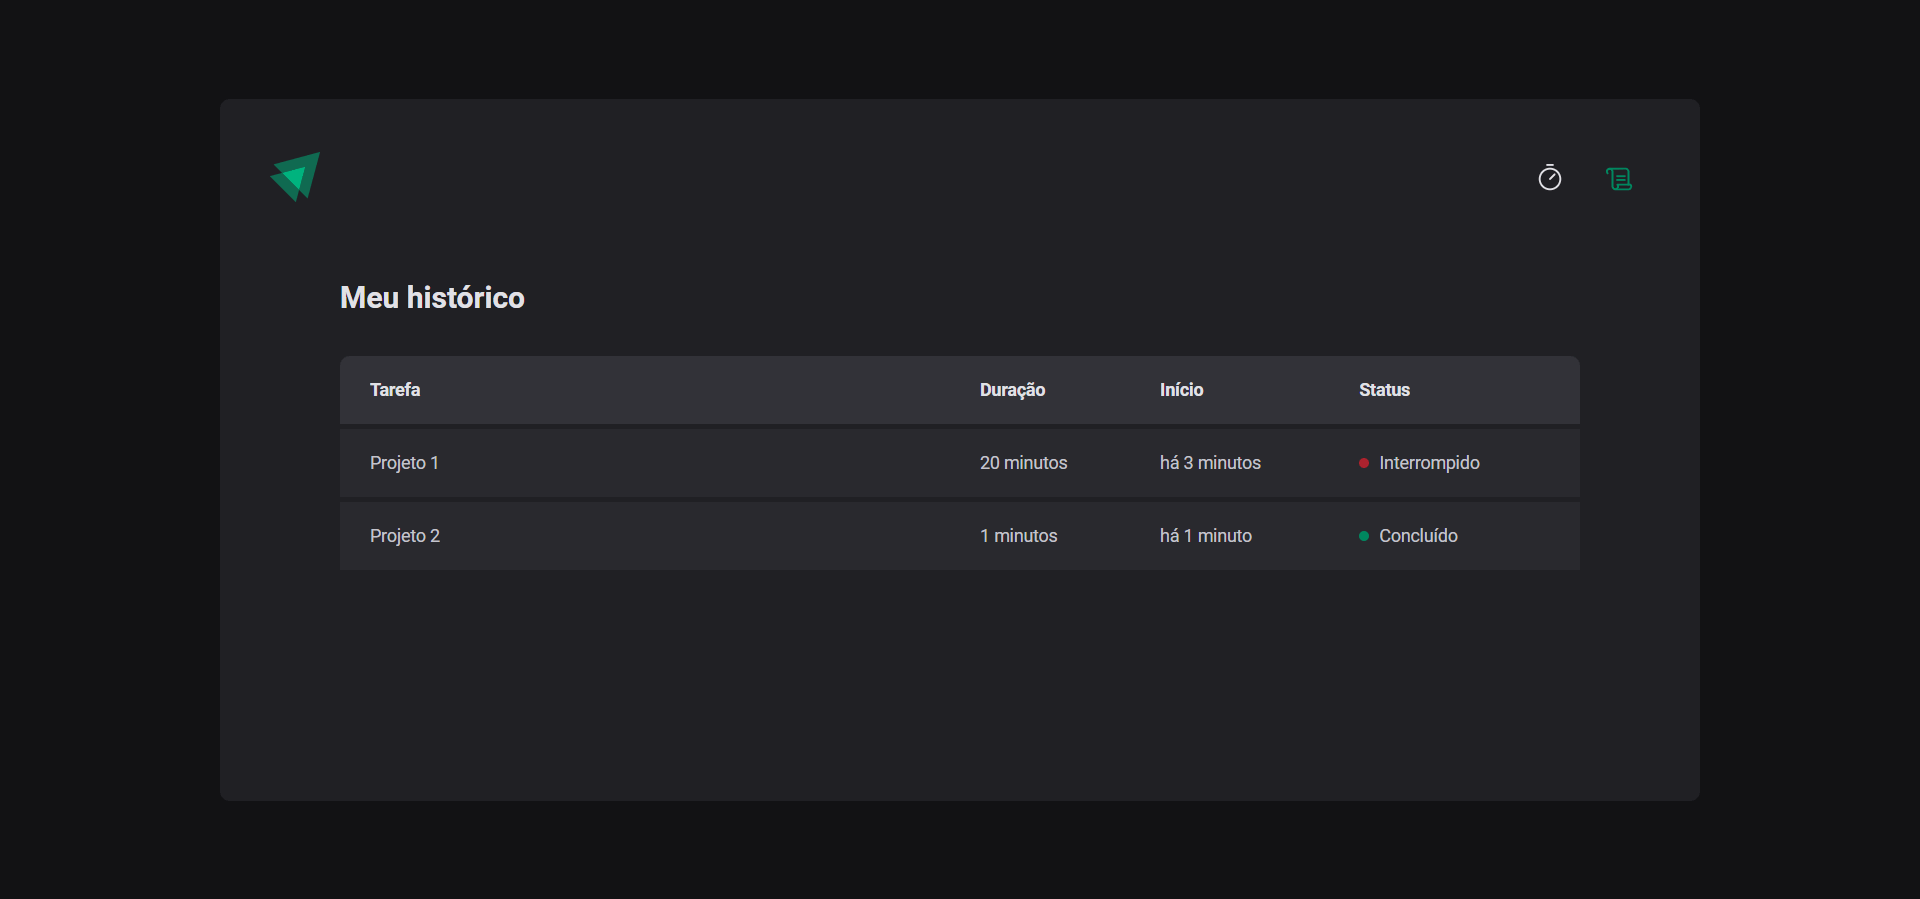 Meu histórico
Tarefa Duração Início Status
Projeto 1 20 minutos há 3 minutos Interrompido
Projeto 2 1 minutos há 1 minuto Concluído